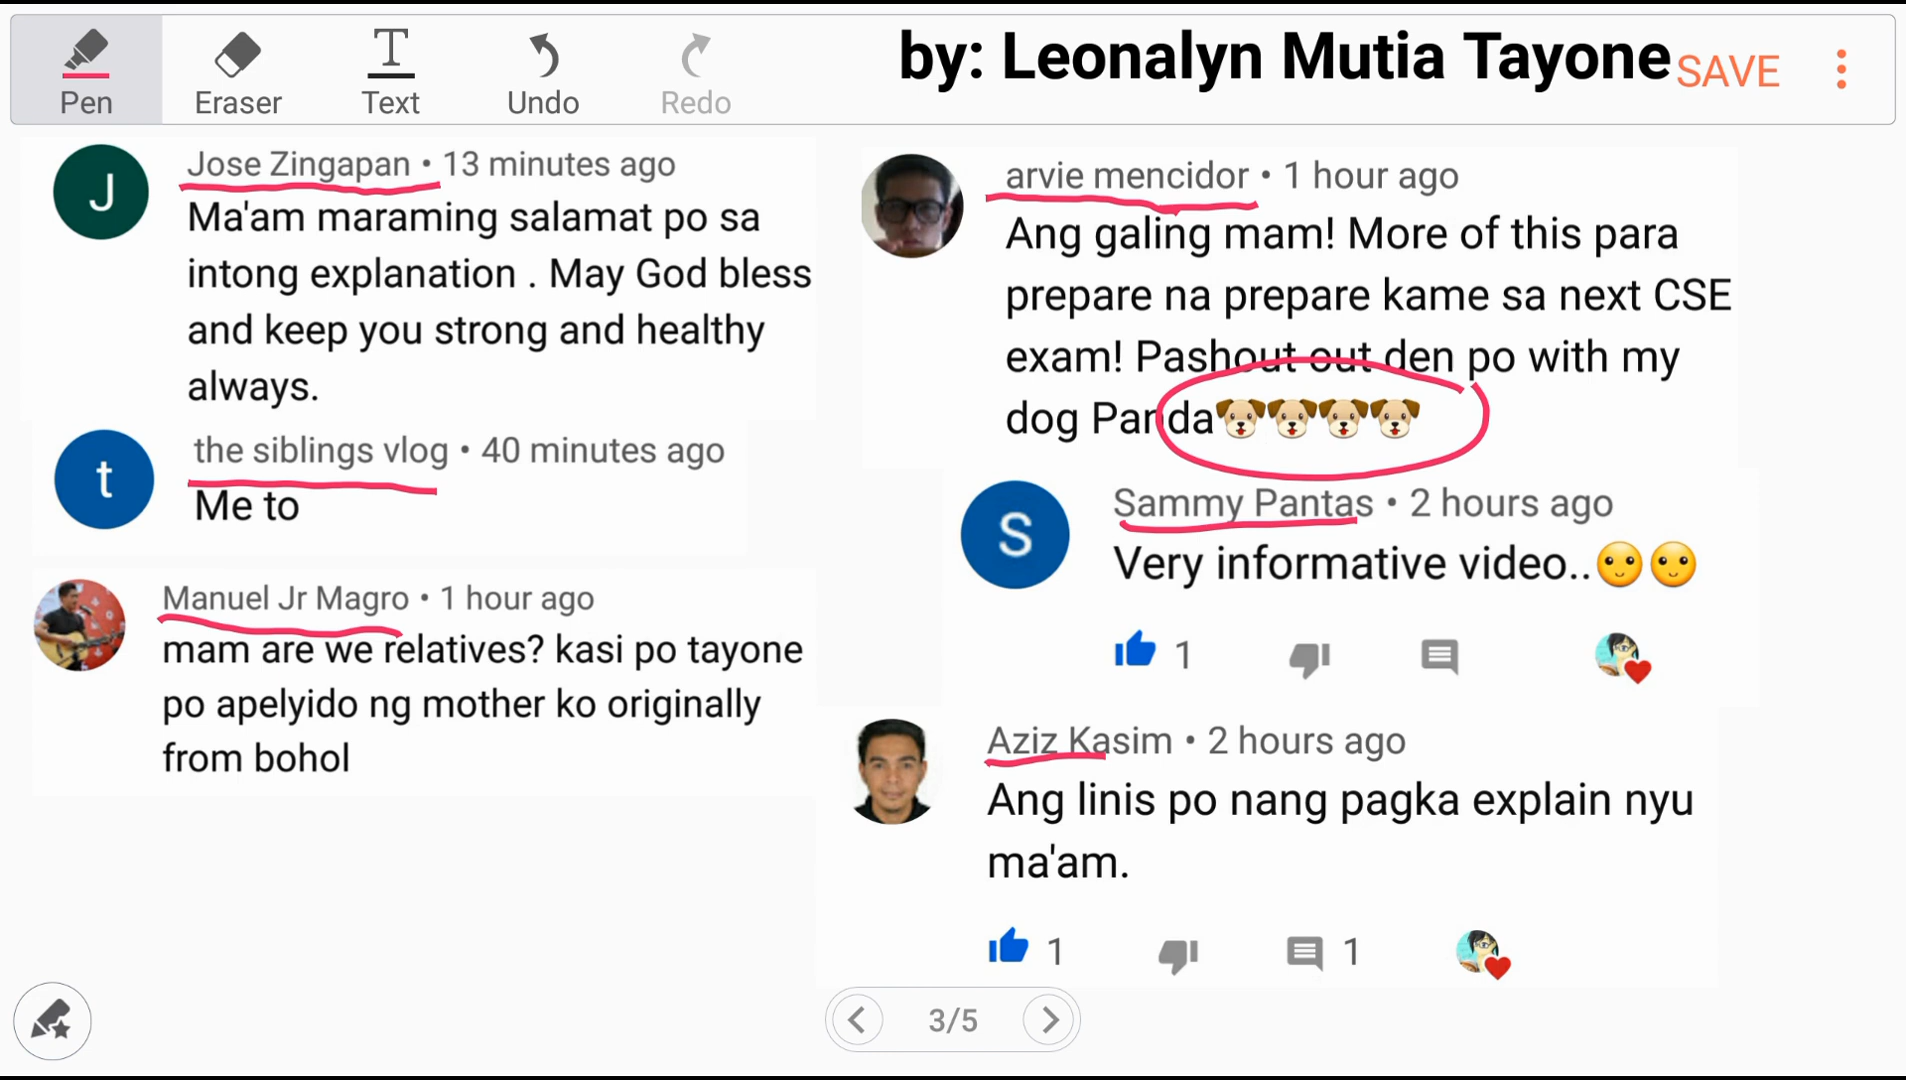 Pen
Eraser
Text
Undo
Redo
by: Leonalyn Mutia Tayone
SAVE
J
Jose Zingapan • 13 minutes ago
Ma'am maraming salamat po sa
intong explanation . May God bless
and keep you strong and healthy
always.
t
the siblings vlog • 40 minutes ago
Me to
Manuel Jr Magro • 1 hour ago
mam are we relatives? kasi po tayone
po apelyido ng mother ko originally
from bohol
arvie mencidor • 1 hour ago
Ang galing mam! More of this para
prepare na prepare kame sa next CSE
exam! Pashout out den po with my
dog Panda🐶🐶🐶🐶
S
Sammy Pantas • 2 hours ago
Very informative video..🙂🙂
1
Aziz Kasim • 2 hours ago
Ang linis po nang pagka explain nyu
ma'am.
1
1
3/5